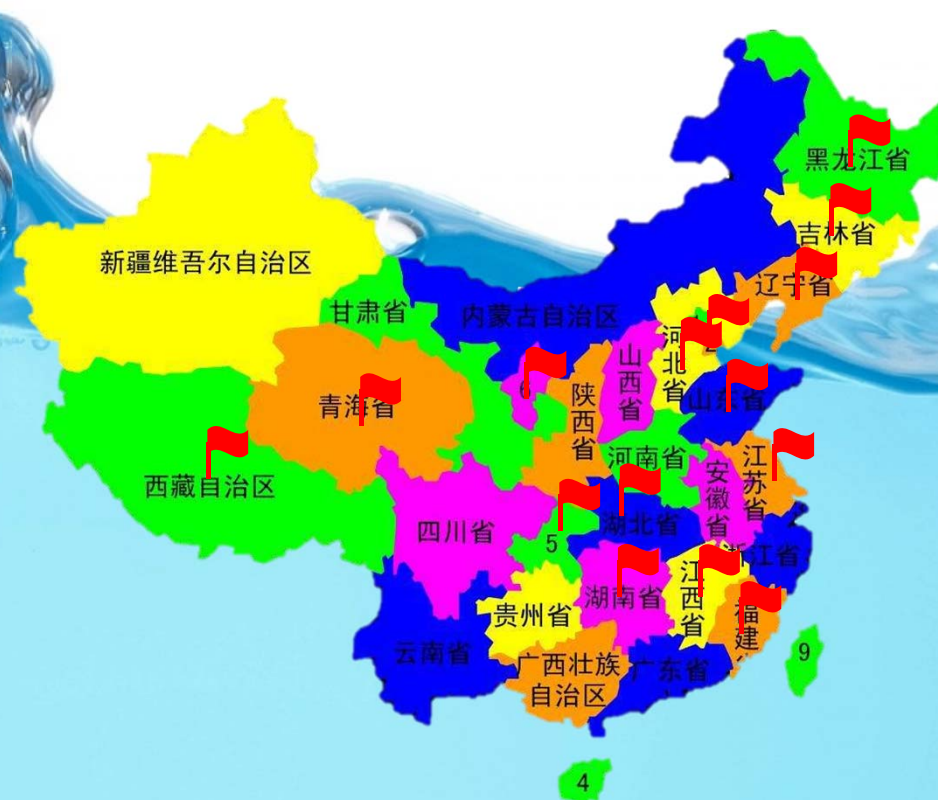 黑龙江省
吉林省
辽宁省
新疆维吾尔自治区
甘肃省
内蒙古自治区
河北省
山西省
陕西省
青海省
山东省
河南省
江苏省
安徽省
西藏自治区
四川省
湖北省
5
浙江省
江西省
湖南省
贵州省
福建
云南省
广西壮族
自治区
广东省
9
4